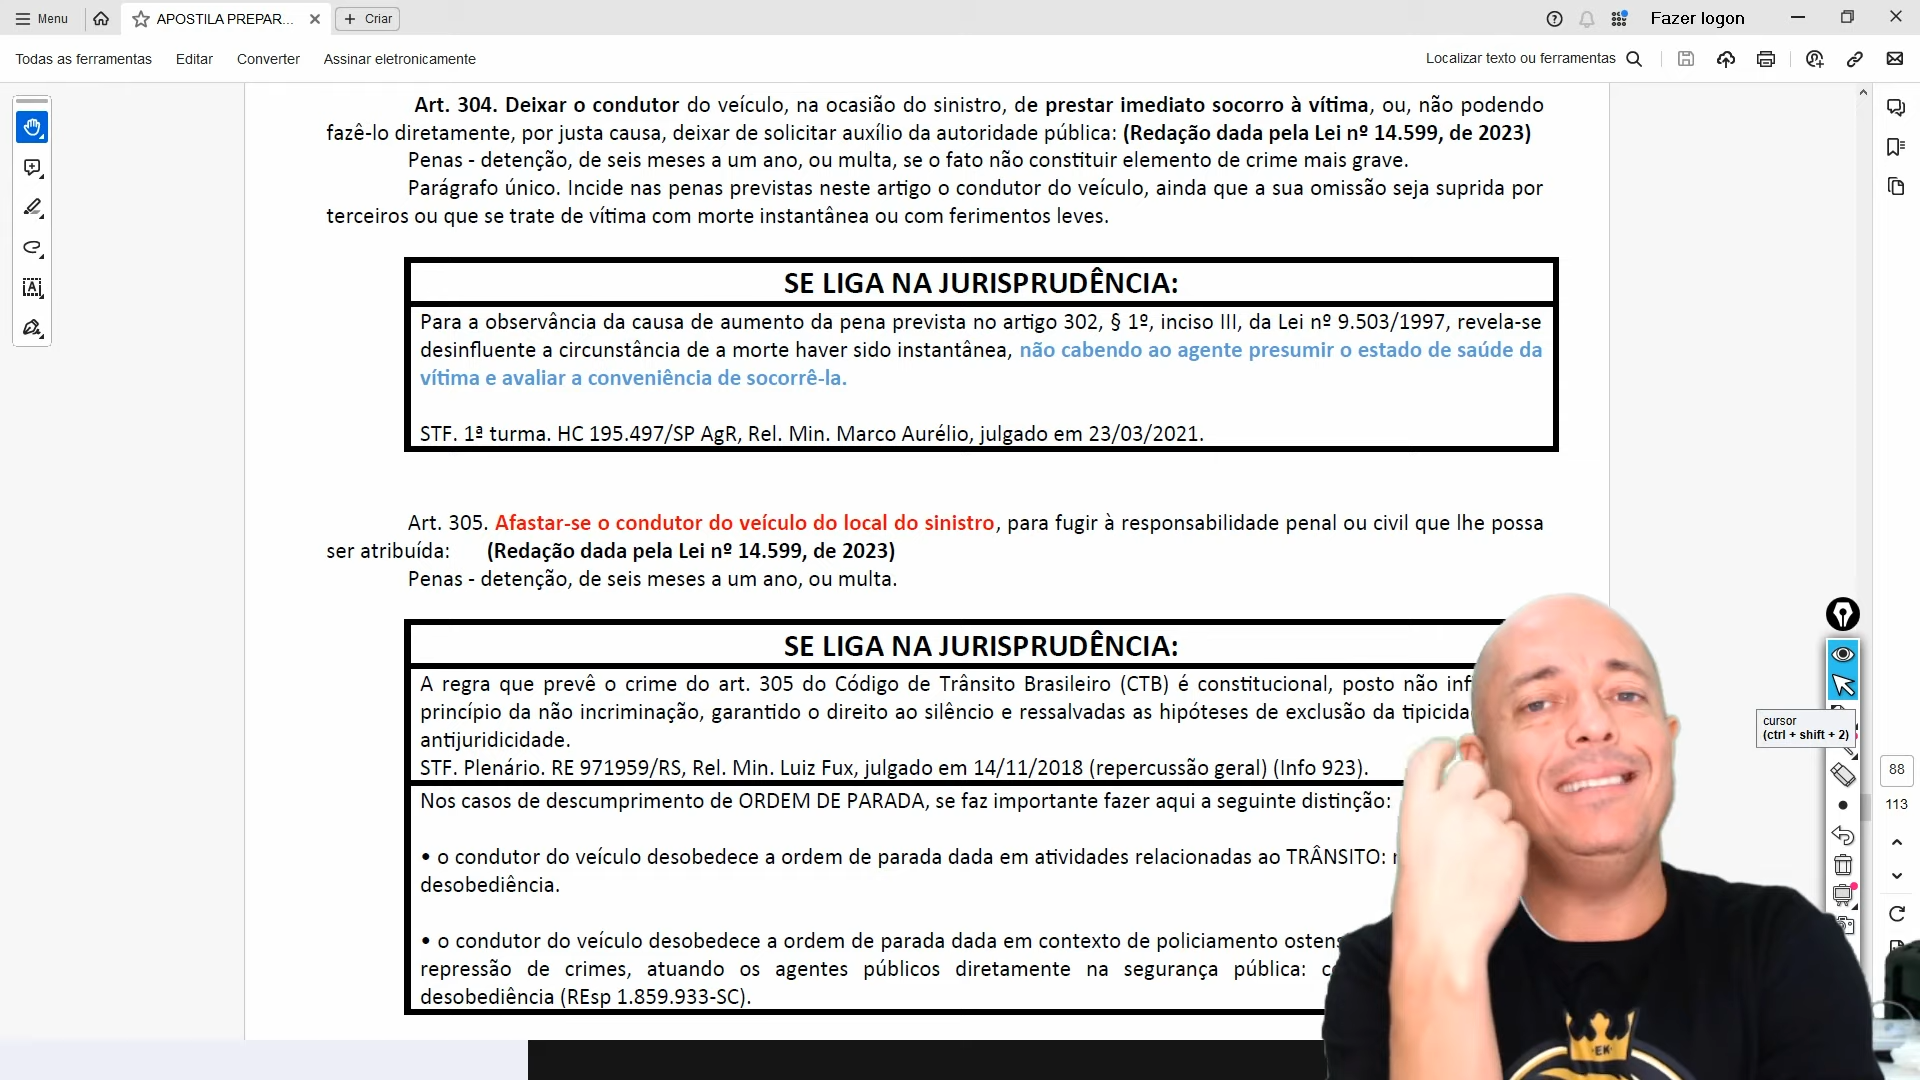 Menu
APOSTILA PREPAR...
Criar
Fazer logon
Todas as ferramentas
Editar
Converter
Assinar eletronicamente
Localizar texto ou ferramentas
Art. 304. Deixar o condutor do veículo, na ocasião do sinistro, de prestar imediato socorro à vítima, ou, não podendo
fazê-lo diretamente, por justa causa, deixar de solicitar auxílio da autoridade pública: (Redação dada pela Lei nº 14.599, de 2023)
Penas - detenção, de seis meses a um ano, ou multa, se o fato não constituir elemento de crime mais grave.
Parágrafo único. Incide nas penas previstas neste artigo o condutor do veículo, ainda que a sua omissão seja suprida por
terceiros ou que se trate de vítima com morte instantânea ou com ferimentos leves.
SE LIGA NA JURISPRUDÊNCIA:
Para a observância da causa de aumento da pena prevista no artigo 302, § 1º, inciso III, da Lei nº 9.503/1997, revela-se
desinfluente a circunstância de a morte haver sido instantânea, não cabendo ao agente presumir o estado de saúde da
vítima e avaliar a conveniência de socorrê-la.
STF. 1ª turma. HC 195.497/SP AgR, Rel. Min. Marco Aurélio, julgado em 23/03/2021.
Art. 305. Afastar-se o condutor do veículo do local do sinistro, para fugir à responsabilidade penal ou civil que lhe possa
ser atribuída: (Redação dada pela Lei nº 14.599, de 2023)
Penas - detenção, de seis meses a um ano, ou multa.
SE LIGA NA JURISPRUDÊNCIA:
A regra que prevê o crime do art. 305 do Código de Trânsito Brasileiro (CTB) é constitucional, posto não
princípio da não incriminação, garantido o direito ao silêncio e ressalvadas as hipóteses de exclusão da
antijuridicidade.
STF. Plenário. RE 971959/RS, Rel. Min. Luiz Fux, julgado em 14/11/2018 (repercussão geral) (Info 923).
Nos casos de descumprimento de ORDEM DE PARADA, se faz importante fazer aqui a seguinte distinção:
• o condutor do veículo desobedece a ordem de parada dada em atividades relacionadas ao TRÂNSITO:
desobediência.
• o condutor do veículo desobedece a ordem de parada dada em contexto de policiamento
repressão de crimes, atuando os agentes públicos diretamente na segurança pública:
desobediência (REsp 1.859.933-SC).
cursor
(ctrl + shift + 2)
88
113
EK